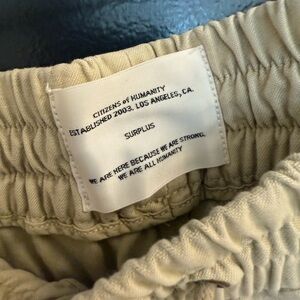 CITIZENS of HUMANITY
ESTABLISHED 2003, LOS ANGELES, CA.
SURPLUS
WE ARE HERE BECAUSE WE ARE STRONG,
WE ARE ALL HUMANITY